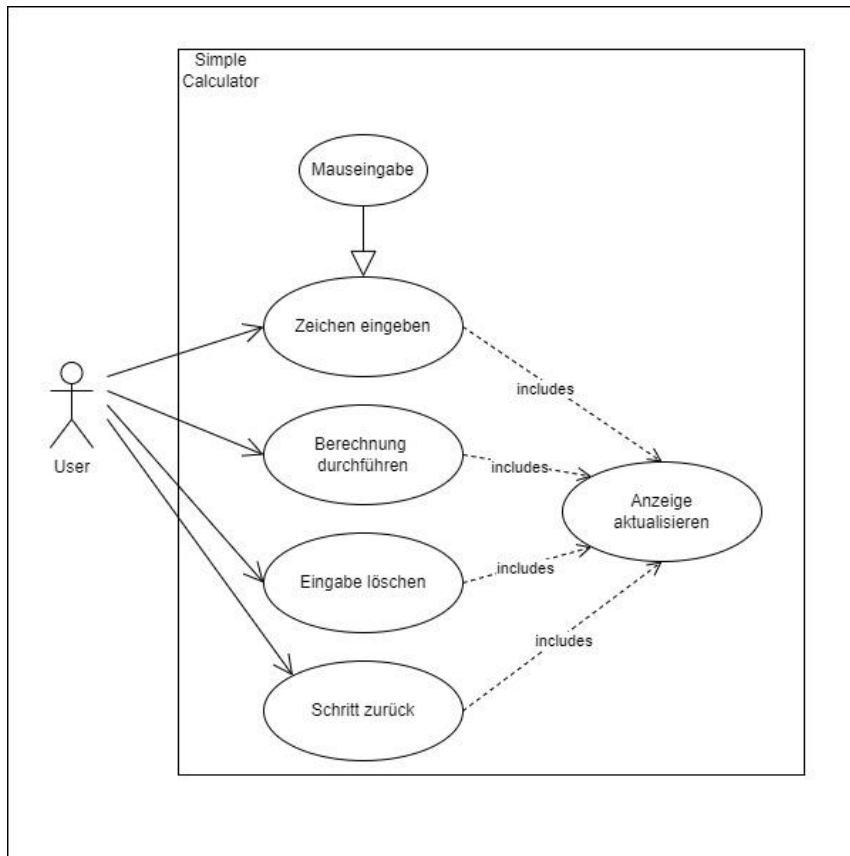 Simple
Calculator
Mauseingabe
Zeichen eingeben
includes
User
Berechnung
durchführen
includes
Anzeige
aktualisieren
Eingabe löschen
includes
includes
Schritt zurück